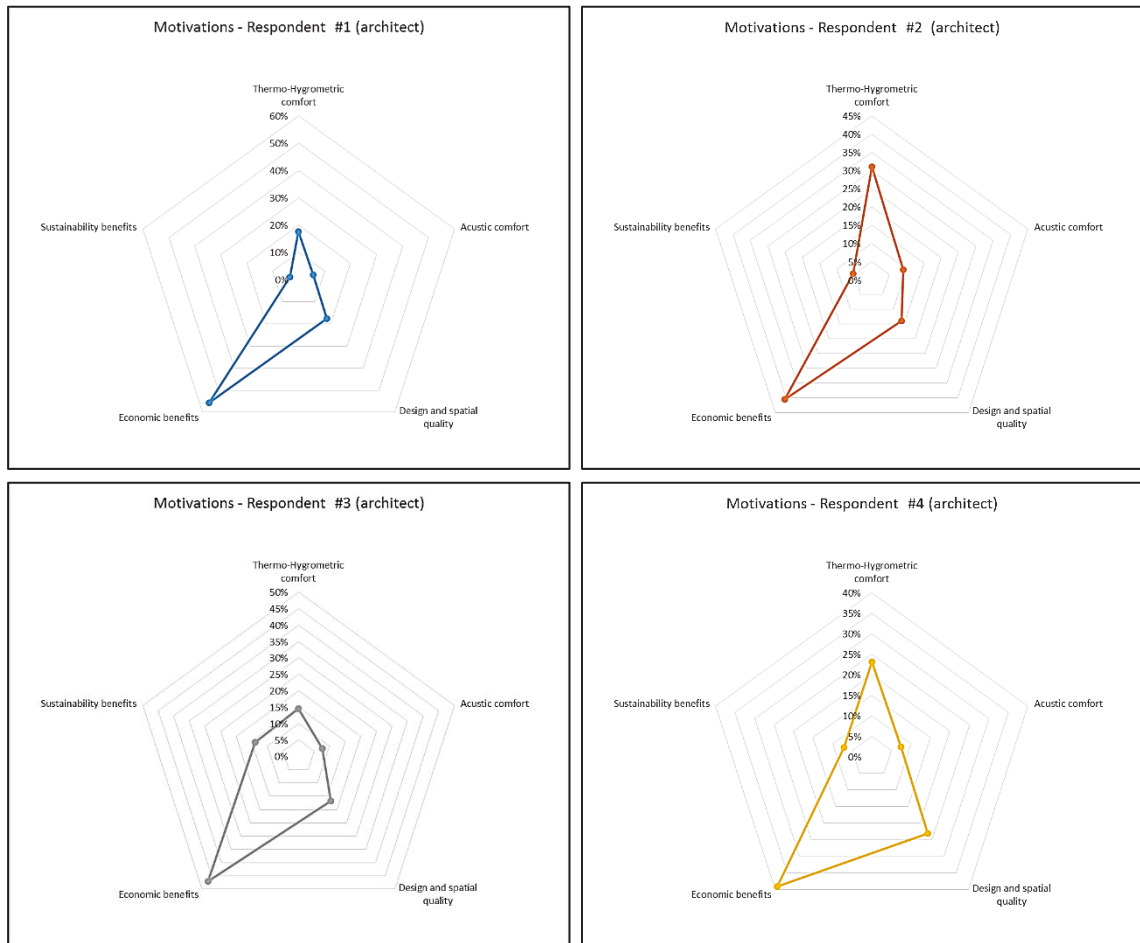 Motivations - Respondent #1 (architect)
Thermo-Hygrometric
comfort
60%
50%
40%
30%
20%
10%
0%
Sustainability benefits
Acustic comfort
Economic benefits
Design and spatial
quality
Motivations - Respondent #2 (architect)
Thermo-Hygrometric
comfort
45%
40%
35%
30%
25%
20%
15%
10%
5%
0%
Sustainability benefits
Acustic comfort
Economic benefits
Design and spatial
quality
Motivations - Respondent #3 (architect)
Thermo-Hygrometric
comfort
50%
45%
40%
35%
30%
25%
20%
15%
10%
5%
0%
Sustainability benefits
Acustic comfort
Economic benefits
Design and spatial
quality
Motivations - Respondent #4 (architect)
Thermo-Hygrometric
comfort
40%
35%
30%
25%
20%
15%
10%
5%
0%
Sustainability benefits
Acustic comfort
Economic benefits
Design and spatial
quality